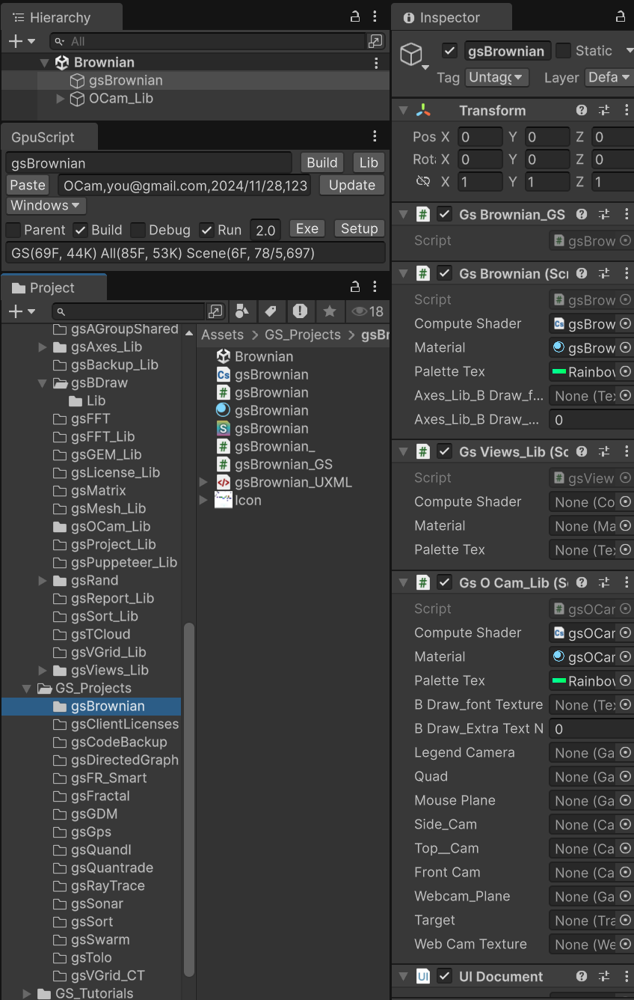 Hierarchy
All
Brownian
gsBrownian
OCam_Lib
GpuScript
gsBrownian
Build
Lib
Paste
OCam,you@gmail.com,2024/11/28,123
Update
Windows
Parent
Build
Debug
Run
2.0
Exe
Setup
GS(69F, 44K) All(85F, 53K) Scene(6F, 78/5,697)
Project
18
gsAGroupShared
gsAxes_Lib
gsBackup_Lib
gsBDraw
Lib
gsFFT
gsFFT_Lib
gsGEM_Lib
gsLicense_Lib
gsMatrix
gsMesh_Lib
gsOCam_Lib
gsProject_Lib
gsPuppeteer_Lib
gsRand
gsReport_Lib
gsSort_Lib
gsTCloud
gsVGrid_Lib
gsViews_Lib
GS_Projects
gsBrownian
gsClientLicenses
gsCodeBackup
gsDirectedGraph
gsFR_Smart
gsFractal
gsGDM
gsGps
gsQuandl
gsQuantrade
gsRayTrace
gsSonar
gsSort
gsSwarm
gsTolo
gsVGrid_CT
GS_Tutorials
Assets > GS_Projects > gsBr
Brownian
Cs gsBrownian
# gsBrownian
gsBrownian
S gsBrownian
# gsBrownian_
# gsBrownian_GS
</> gsBrownian_UXML
Icon
Inspector
gsBrownian
Static
Tag
Untagg
Layer
Defa
Transform
Pos X 0 Y 0 Z 0
Rot X 0 Y 0 Z 0
X 1 Y 1 Z 1
# Gs Brownian_GS
Script # gsBrow
# Gs Brownian (Scr
Script # gsBrow
Compute Shader Cs gsBrow
Material gsBrow
Palette Tex Rainbow
Axes_Lib_B Draw_f... None (Tex
Axes_Lib_B Draw_... 0
# Gs Views_Lib (Sc
Script # gsView
Compute Shader None (Co
Material None (Ma
Palette Tex None (Tex
# Gs O Cam_Lib (S
Script # gsOCar
Compute Shader Cs gsOCar
Material gsOCar
Palette Tex Rainbow
B Draw_font Texture None (Tex
B Draw_Extra Text N 0
Legend Camera None (Ga
Quad None (Ga
Mouse Plane None (Ga
Side_Cam None (Ca
Top__Cam None (Ca
Front Cam None (Ca
Webcam_Plane None (Ga
Target None (Tra
Web Cam Texture None (We
UI UI Document